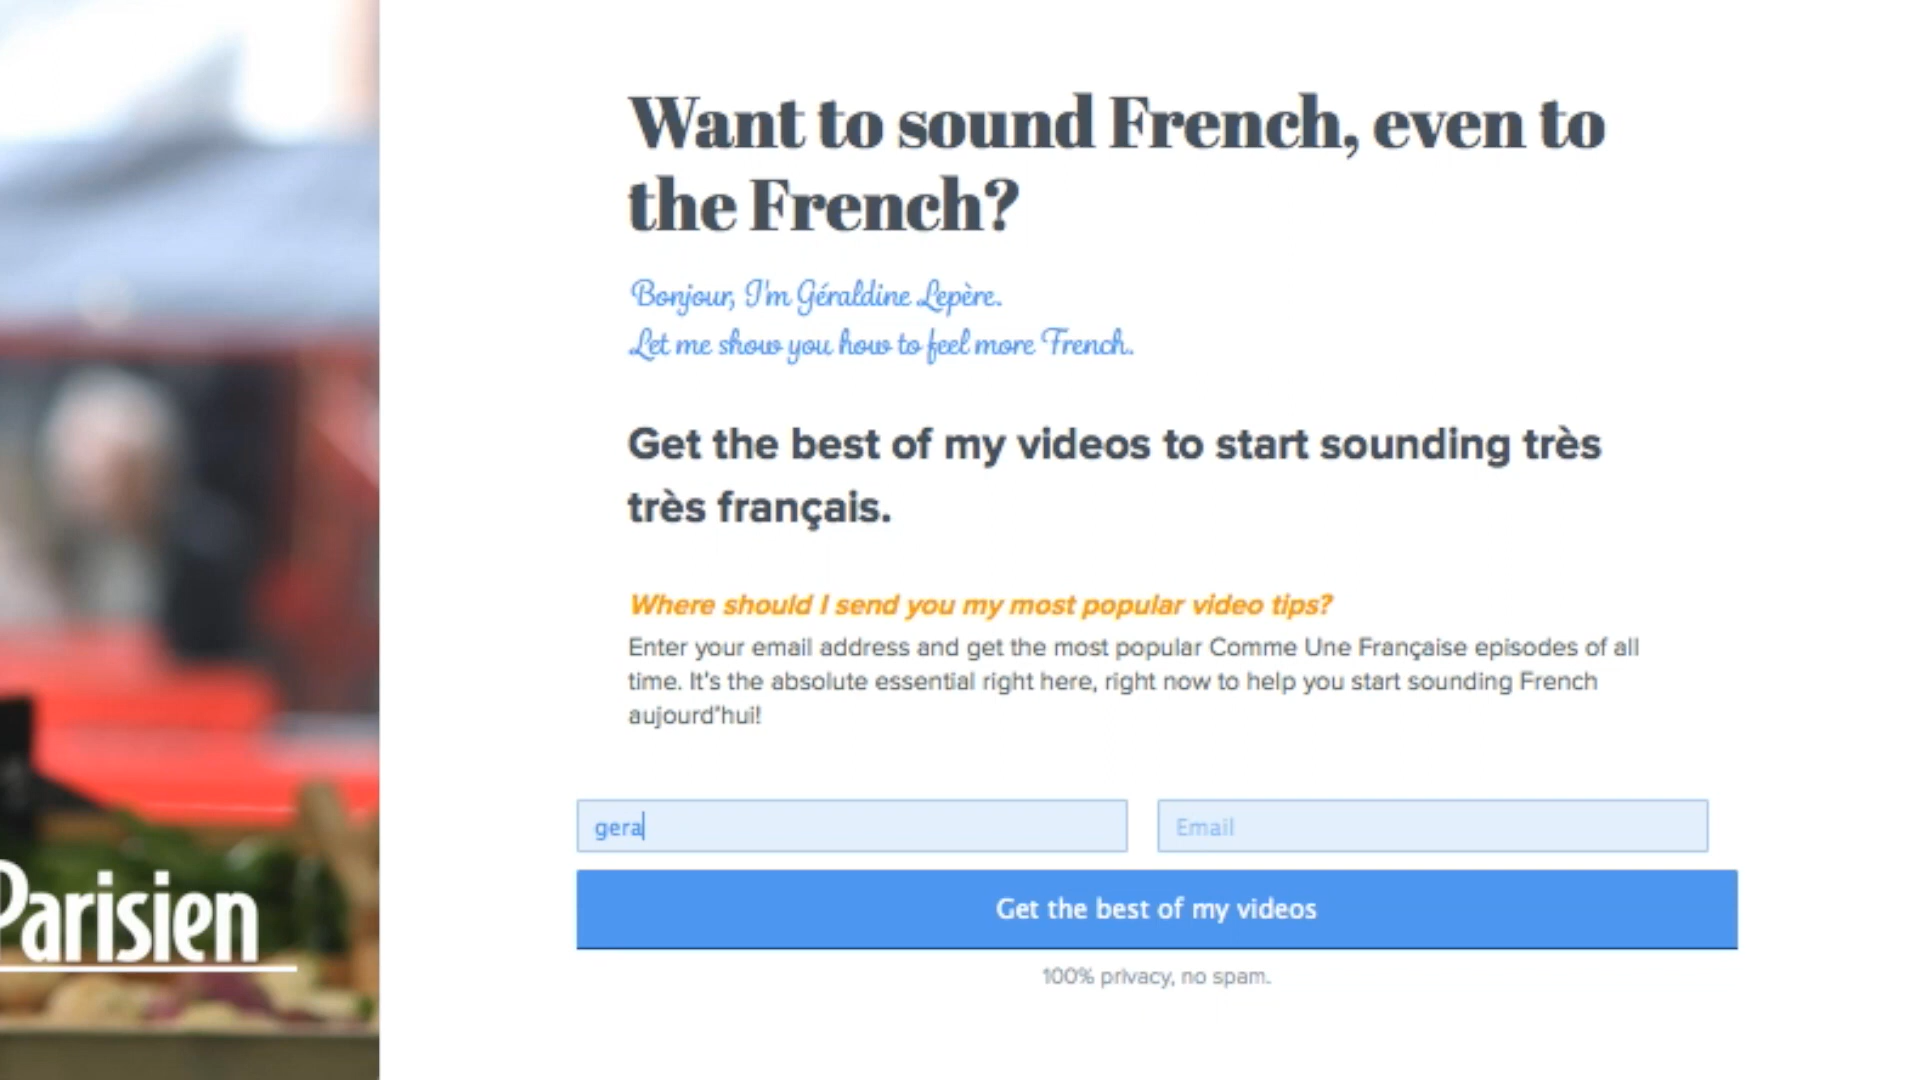 Want to sound French, even to
the French?
Bonjour, I'm Géraldine Lepère.
Let me show you how to feel more French.
Get the best of my videos to start sounding très
très français.
Where should I send you my most popular video tips?
Enter your email address and get the most popular Comme Une Française episodes of all
time. It's the absolute essential right here, right now to help you start sounding French
aujourd'hui!
gera
Email
Get the best of my videos
100% privacy, no spam.
Parisien